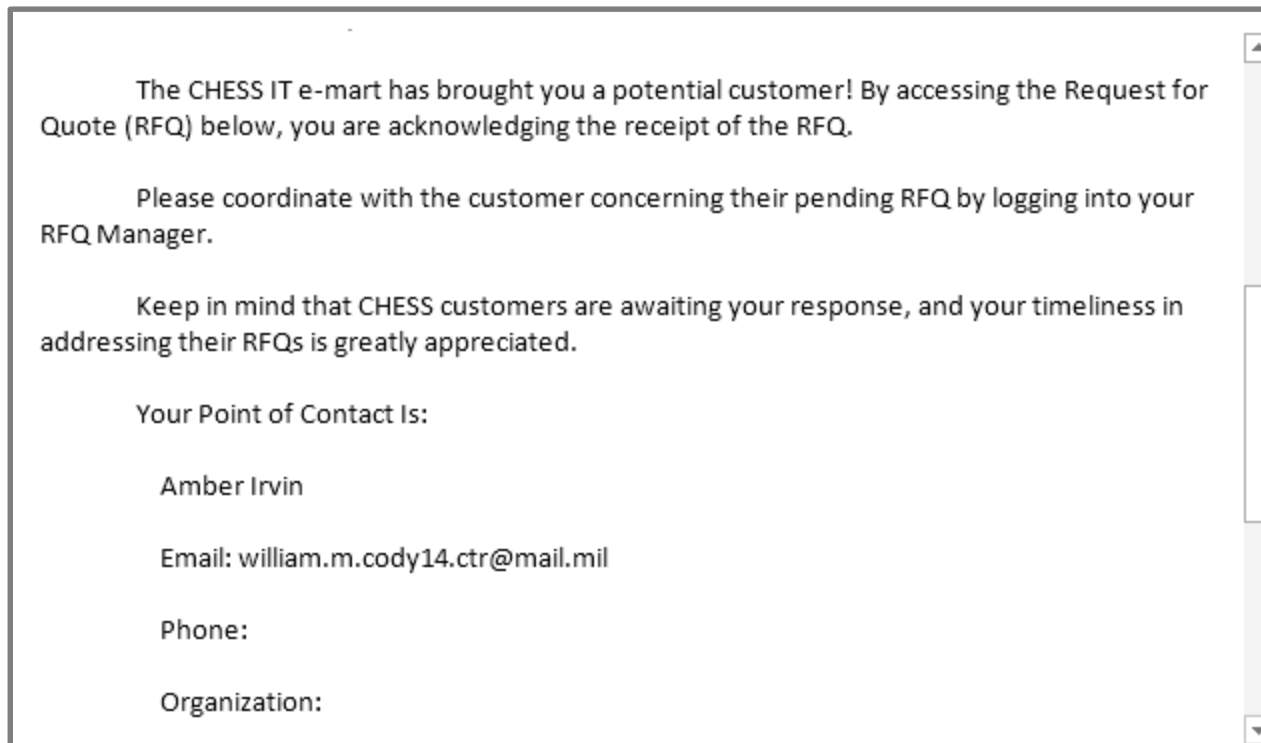 The CHESS IT e-mart has brought you a potential customer! By accessing the Request for
Quote (RFQ) below, you are acknowledging the receipt of the RFQ.
Please coordinate with the customer concerning their pending RFQ by logging into your
RFQ Manager.
Keep in mind that CHESS customers are awaiting your response, and your timeliness in
addressing their RFQs is greatly appreciated.
Your Point of Contact Is:
Amber Irvin
Email: william.m.cody14.ctr@mail.mil
Phone:
Organization: